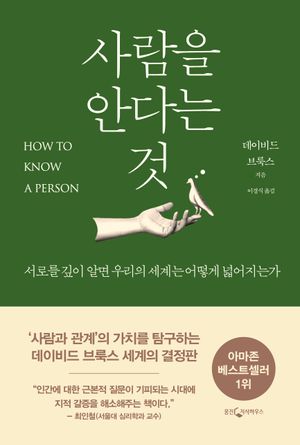 사람을
안다는
것
HOW TO
KNOW
A PERSON
데이비드
브룩스
지음
이경식 옮김
서로를 깊이 알면 우리의 세계는 어떻게 넓어지는가
‘사람과 관계’의 가치를 탐구하는
데이비드 브룩스 세계의 결정판
“인간에 대한 근본적 질문이 기피되는 시대에
지적 갈증을 해소해주는 책이다.”
– 최인철(서울대 심리학과 교수)
아마존
베스트셀러
1위
웅진 지식하우스